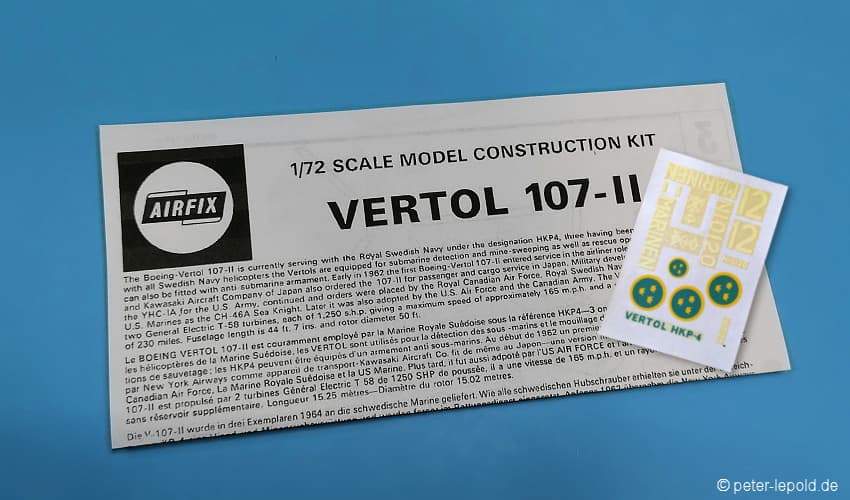 AIRFIX
1/72 SCALE MODEL CONSTRUCTION KIT
VERTOL 107-II
The Boeing-Vertol 107-II is currently serving with the Royal Swedish Navy under the designation HKP4, three having been
with all Swedish Navy helicopters the Vertols are equipped for submarine detection and mine-sweeping as well as rescue
can also be fitted with anti-submarine armament. Early in 1962 the first Boeing-Vertol 107-II entered service in the airliner
and Kawasaki Aircraft Company of Japan also ordered the 107-II for passenger and cargo service in Japan. Military
the YHC-IA for the U.S. Army, continued and orders were placed by the Royal Canadian Air Force, Royal Swedish
U.S. Marines as the CH-46A Sea Knight. Later it was also adopted by the U.S. Air Force and the Canadian Army. The
two General Electric T-58 turbines, each of 1,250 s.h.p. giving a maximum speed of approximately 165 m.p.h. and a
of 230 miles. Fuselage length is 44 ft. 7 ins. and rotor diameter 50 ft.
Le BOEING VERTOL 107-II est couramment employé par la Marine Royale Suédoise sous la référence HKP4—3
les hélicoptères de la Marine Suédoise, les VERTOL sont utilisés pour la détection des sous-marins et le mouillage
tions de sauvetage; les HKP4 peuvent être équipés d'un armement anti sous-marins. Au début de 1962 un
par New York Airways comme appareil de transport-Kawasaki Aircraft Co. fit de même au Japan—une version
Canadian Air Force, La Marine Royale Suédoise et la US Marine. Plus tard, il fut aussi adopté par l'US AIR FORCE et
107-II est propulsé par 2 turbines Général Electric T 58 de 1250 SHP de poussée, il a une vitesse de 165 m.p.h. et un
sans réservoir supplémentaire. Longueur 15.25 mètres—Diamètre du rotor 15.02 mètres.
Die V-107-II wurde in drei Exemplaren 1964 an die schwedische Marine geliefert. Wie alle schwedischen Hubschrauber erhielten sie unter der
MARINEN
MARINEN
12
12
VERTOL HKP-4
© peter-lepold.de